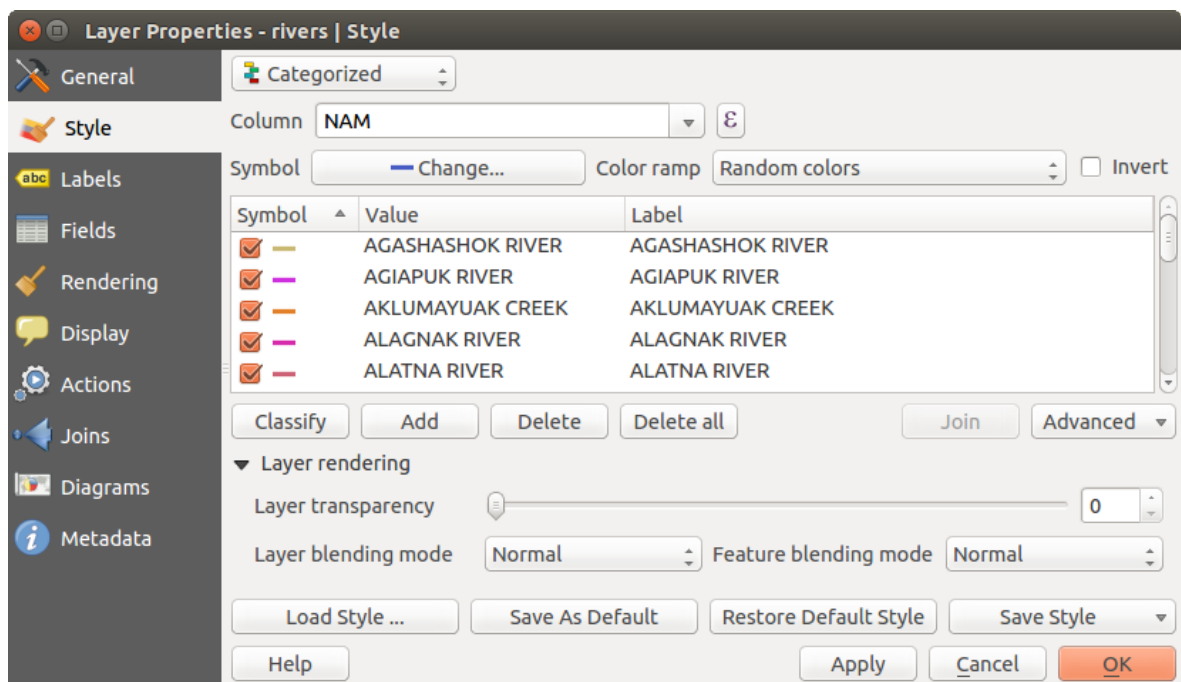 Layer Properties - rivers | Style
General
Style
abc Labels
Fields
Rendering
Display
Actions
Joins
Diagrams
i Metadata
Categorized
Column NAM ε
Symbol Change... Color ramp Random colors Invert
Symbol Value Label
AGASHASHOK RIVER AGASHASHOK RIVER
AGIAPUK RIVER AGIAPUK RIVER
AKLUMAYUAK CREEK AKLUMAYUAK CREEK
ALAGNAK RIVER ALAGNAK RIVER
ALATNA RIVER ALATNA RIVER
Classify Add Delete Delete all Join Advanced
Layer rendering
Layer transparency 0
Layer blending mode Normal Feature blending mode Normal
Load Style ... Save As Default Restore Default Style Save Style
Help Apply Cancel OK